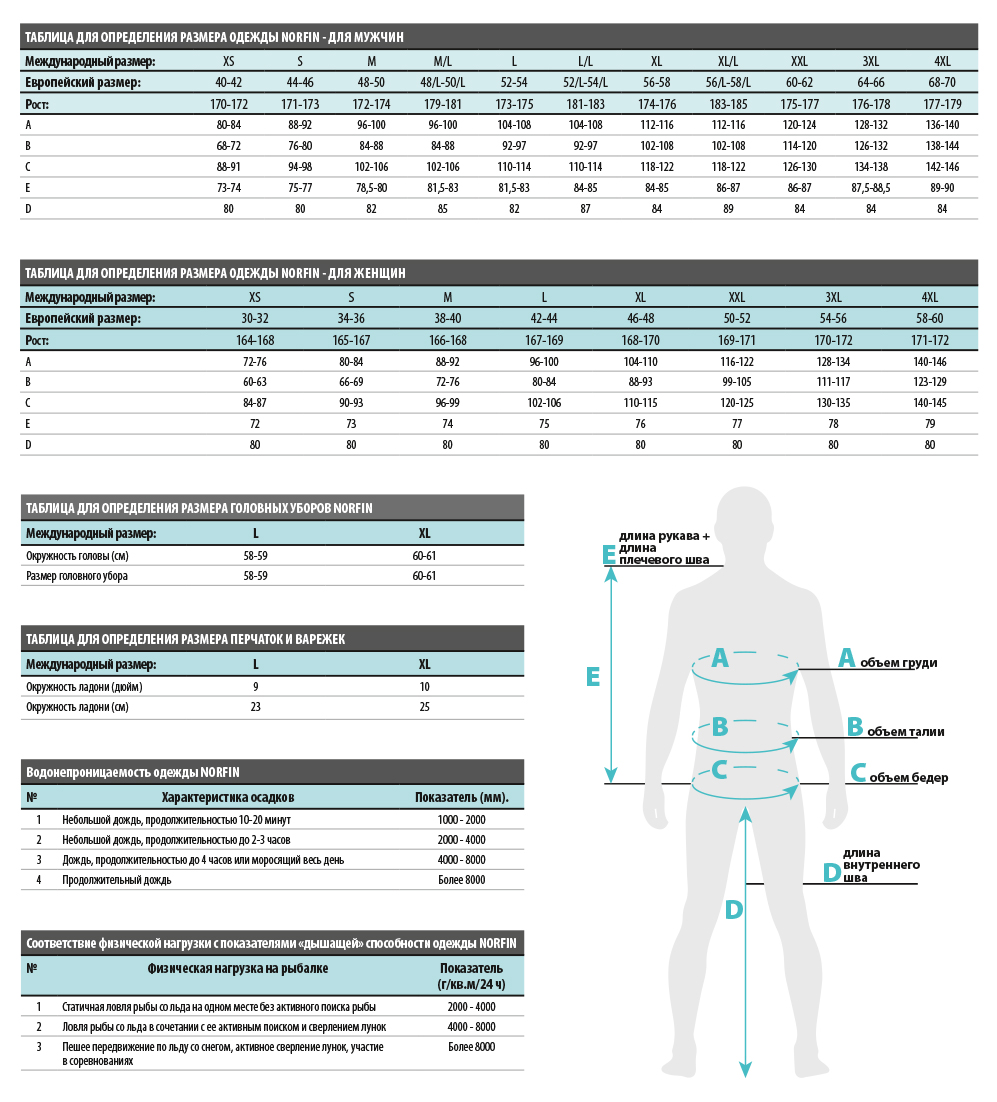 ТАБЛИЦА ДЛЯ ОПРЕДЕЛЕНИЯ РАЗМЕРА ОДЕЖДЫ NORFIN - ДЛЯ МУЖЧИН
Международный размер: XS S M M/L L L/L XL XL/L XXL 3XL 4XL
Европейский размер: 40-42 44-46 48-50 48/L-50/L 52-54 52/L-54/L 56-58 56/L-58/L 60-62 64-66 68-70
Рост: 170-172 171-173 172-174 179-181 173-175 181-183 174-176 183-185 175-177 176-178 177-179
A 80-84 88-92 96-100 96-100 104-108 104-108 112-116 112-116 120-124 128-132 136-140
B 68-72 76-80 84-88 84-88 92-97 92-97 102-108 102-108 114-120 126-132 138-144
C 88-91 94-98 102-106 102-106 110-114 110-114 118-122 118-122 126-130 134-138 142-146
E 73-74 75-77 78,5-80 81,5-83 81,5-83 84-85 84-85 86-87 86-87 87,5-88,5 89-90
D 80 80 82 85 82 87 84 89 84 84 84
ТАБЛИЦА ДЛЯ ОПРЕДЕЛЕНИЯ РАЗМЕРА ОДЕЖДЫ NORFIN - ДЛЯ ЖЕНЩИН
Международный размер: XS S M L XL XXL 3XL 4XL
Европейский размер: 30-32 34-36 38-40 42-44 46-48 50-52 54-56 58-60
Рост: 164-168 165-167 166-168 167-169 168-170 169-171 170-172 171-172
A 72-76 80-84 88-92 96-100 104-110 116-122 128-134 140-146
B 60-63 66-69 72-76 80-84 88-93 99-105 111-117 123-129
C 84-87 90-93 96-99 102-106 110-115 120-125 130-135 140-145
E 72 73 74 75 76 77 78 79
D 80 80 80 80 80 80 80 80
ТАБЛИЦА ДЛЯ ОПРЕДЕЛЕНИЯ РАЗМЕРА ГОЛОВНЫХ УБОРОВ NORFIN
Международный размер: L XL
Окружность головы (см) 58-59 60-61
Размер головного убора 58-59 60-61
ТАБЛИЦА ДЛЯ ОПРЕДЕЛЕНИЯ РАЗМЕРА ПЕРЧАТОК И ВАРЕЖЕК
Международный размер: L XL
Окружность ладони (дюйм) 9 10
Окружность ладони (см) 23 25
Водонепроницаемость одежды NORFIN
№ Характеристика осадков Показатель (мм).
1 Небольшой дождь, продолжительностью 10-20 минут 1000 - 2000
2 Небольшой дождь, продолжительностью до 2-3 часов 2000 - 4000
3 Дождь, продолжительностью до 4 часов или моросящий весь день 4000 - 8000
4 Продолжительный дождь Более 8000
Соответствие физической нагрузки с показателями «дышащей» способности одежды NORFIN
№ Физическая нагрузка на рыбалке Показатель
(г/кв.м/24 ч)
1 Статичная ловля рыбы со льда на одном месте без активного поиска рыбы 2000 - 4000
2 Ловля рыбы со льда в сочетании с ее активным поиском и сверлением лунок 4000 - 8000
3 Пешее передвижение по льду со снегом, активное сверление лунок, участие Более 8000
в соревнованиях
длина рукава +
E длина
плечевого шва
A A объем груди
E
B B объем талии
C C объем бедер
длина
внутреннего
D шва
D